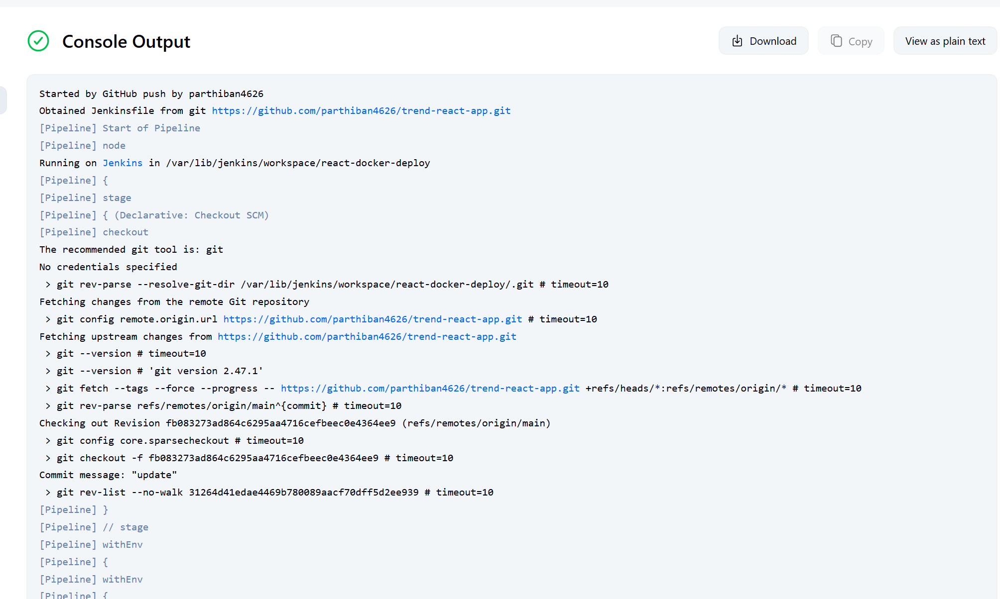 Console Output
Download
Copy
View as plain text
Started by GitHub push by parthiban4626
Obtained Jenkinsfile from git https://github.com/parthiban4626/trend-react-app.git
[Pipeline] Start of Pipeline
[Pipeline] node
Running on Jenkins in /var/lib/jenkins/workspace/react-docker-deploy
[Pipeline] {
[Pipeline] stage
[Pipeline] { (Declarative: Checkout SCM)
[Pipeline] checkout
The recommended git tool is: git
No credentials specified
 > git rev-parse --resolve-git-dir /var/lib/jenkins/workspace/react-docker-deploy/.git # timeout=10
Fetching changes from the remote Git repository
 > git config remote.origin.url https://github.com/parthiban4626/trend-react-app.git # timeout=10
Fetching upstream changes from https://github.com/parthiban4626/trend-react-app.git
 > git --version # timeout=10
 > git --version # 'git version 2.47.1'
 > git fetch --tags --force --progress -- https://github.com/parthiban4626/trend-react-app.git +refs/heads/*:refs/remotes/origin/* # timeout=10
 > git rev-parse refs/remotes/origin/main^{commit} # timeout=10
Checking out Revision fb083273ad864c6295aa4716cefbeec0e4364ee9 (refs/remotes/origin/main)
 > git config core.sparsecheckout # timeout=10
 > git checkout -f fb083273ad864c6295aa4716cefbeec0e4364ee9 # timeout=10
Commit message: "update"
 > git rev-list --no-walk 31264d41edae4469b780089aacf70dff5d2ee939 # timeout=10
[Pipeline] }
[Pipeline] // stage
[Pipeline] withEnv
[Pipeline] {
[Pipeline] withEnv
[Pipeline] {